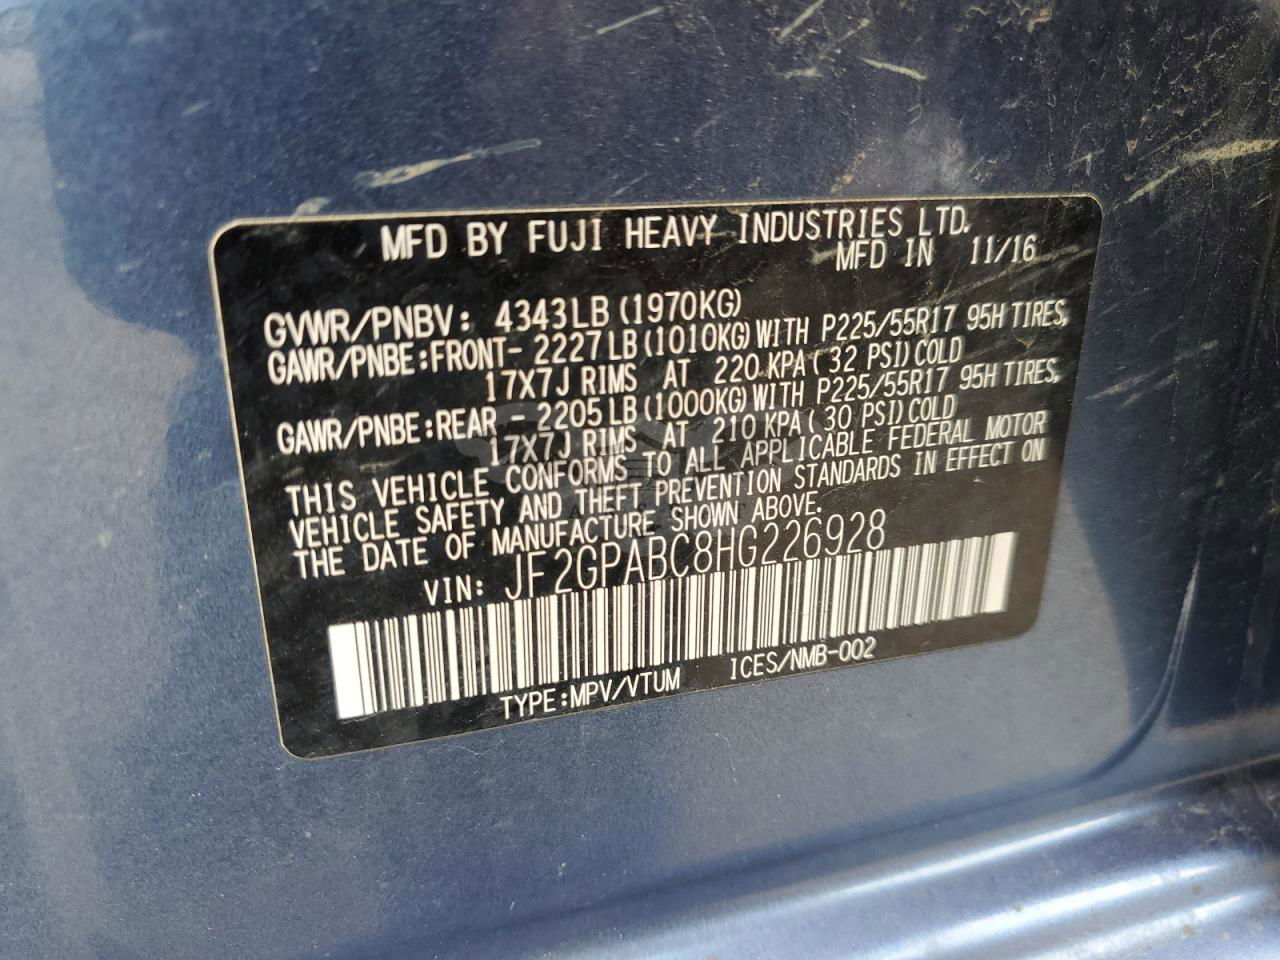 MFD BY FUJI HEAVY INDUSTRIES LTD.
MFD IN 11/16
GVWR/PNBV: 4343LB (1970KG)
GAWR/PNBE:FRONT- 2227LB (1010KG) WITH P225/55R17 95H TIRES,
17X7J RIMS AT 220 KPA ( 32 PSI) COLD
GAWR/PNBE:REAR - 2205LB (1000KG) WITH P225/55R17 95H TIRES,
17X7J RIMS AT 210 KPA ( 30 PSI) COLD
THIS VEHICLE CONFORMS TO ALL APPLICABLE FEDERAL MOTOR
VEHICLE SAFETY AND THEFT PREVENTION STANDARDS IN EFFECT ON
THE DATE OF MANUFACTURE SHOWN ABOVE.
VIN: JF2GPABC8HG226928
TYPE:MPV/VTUM ICES/NMB-002